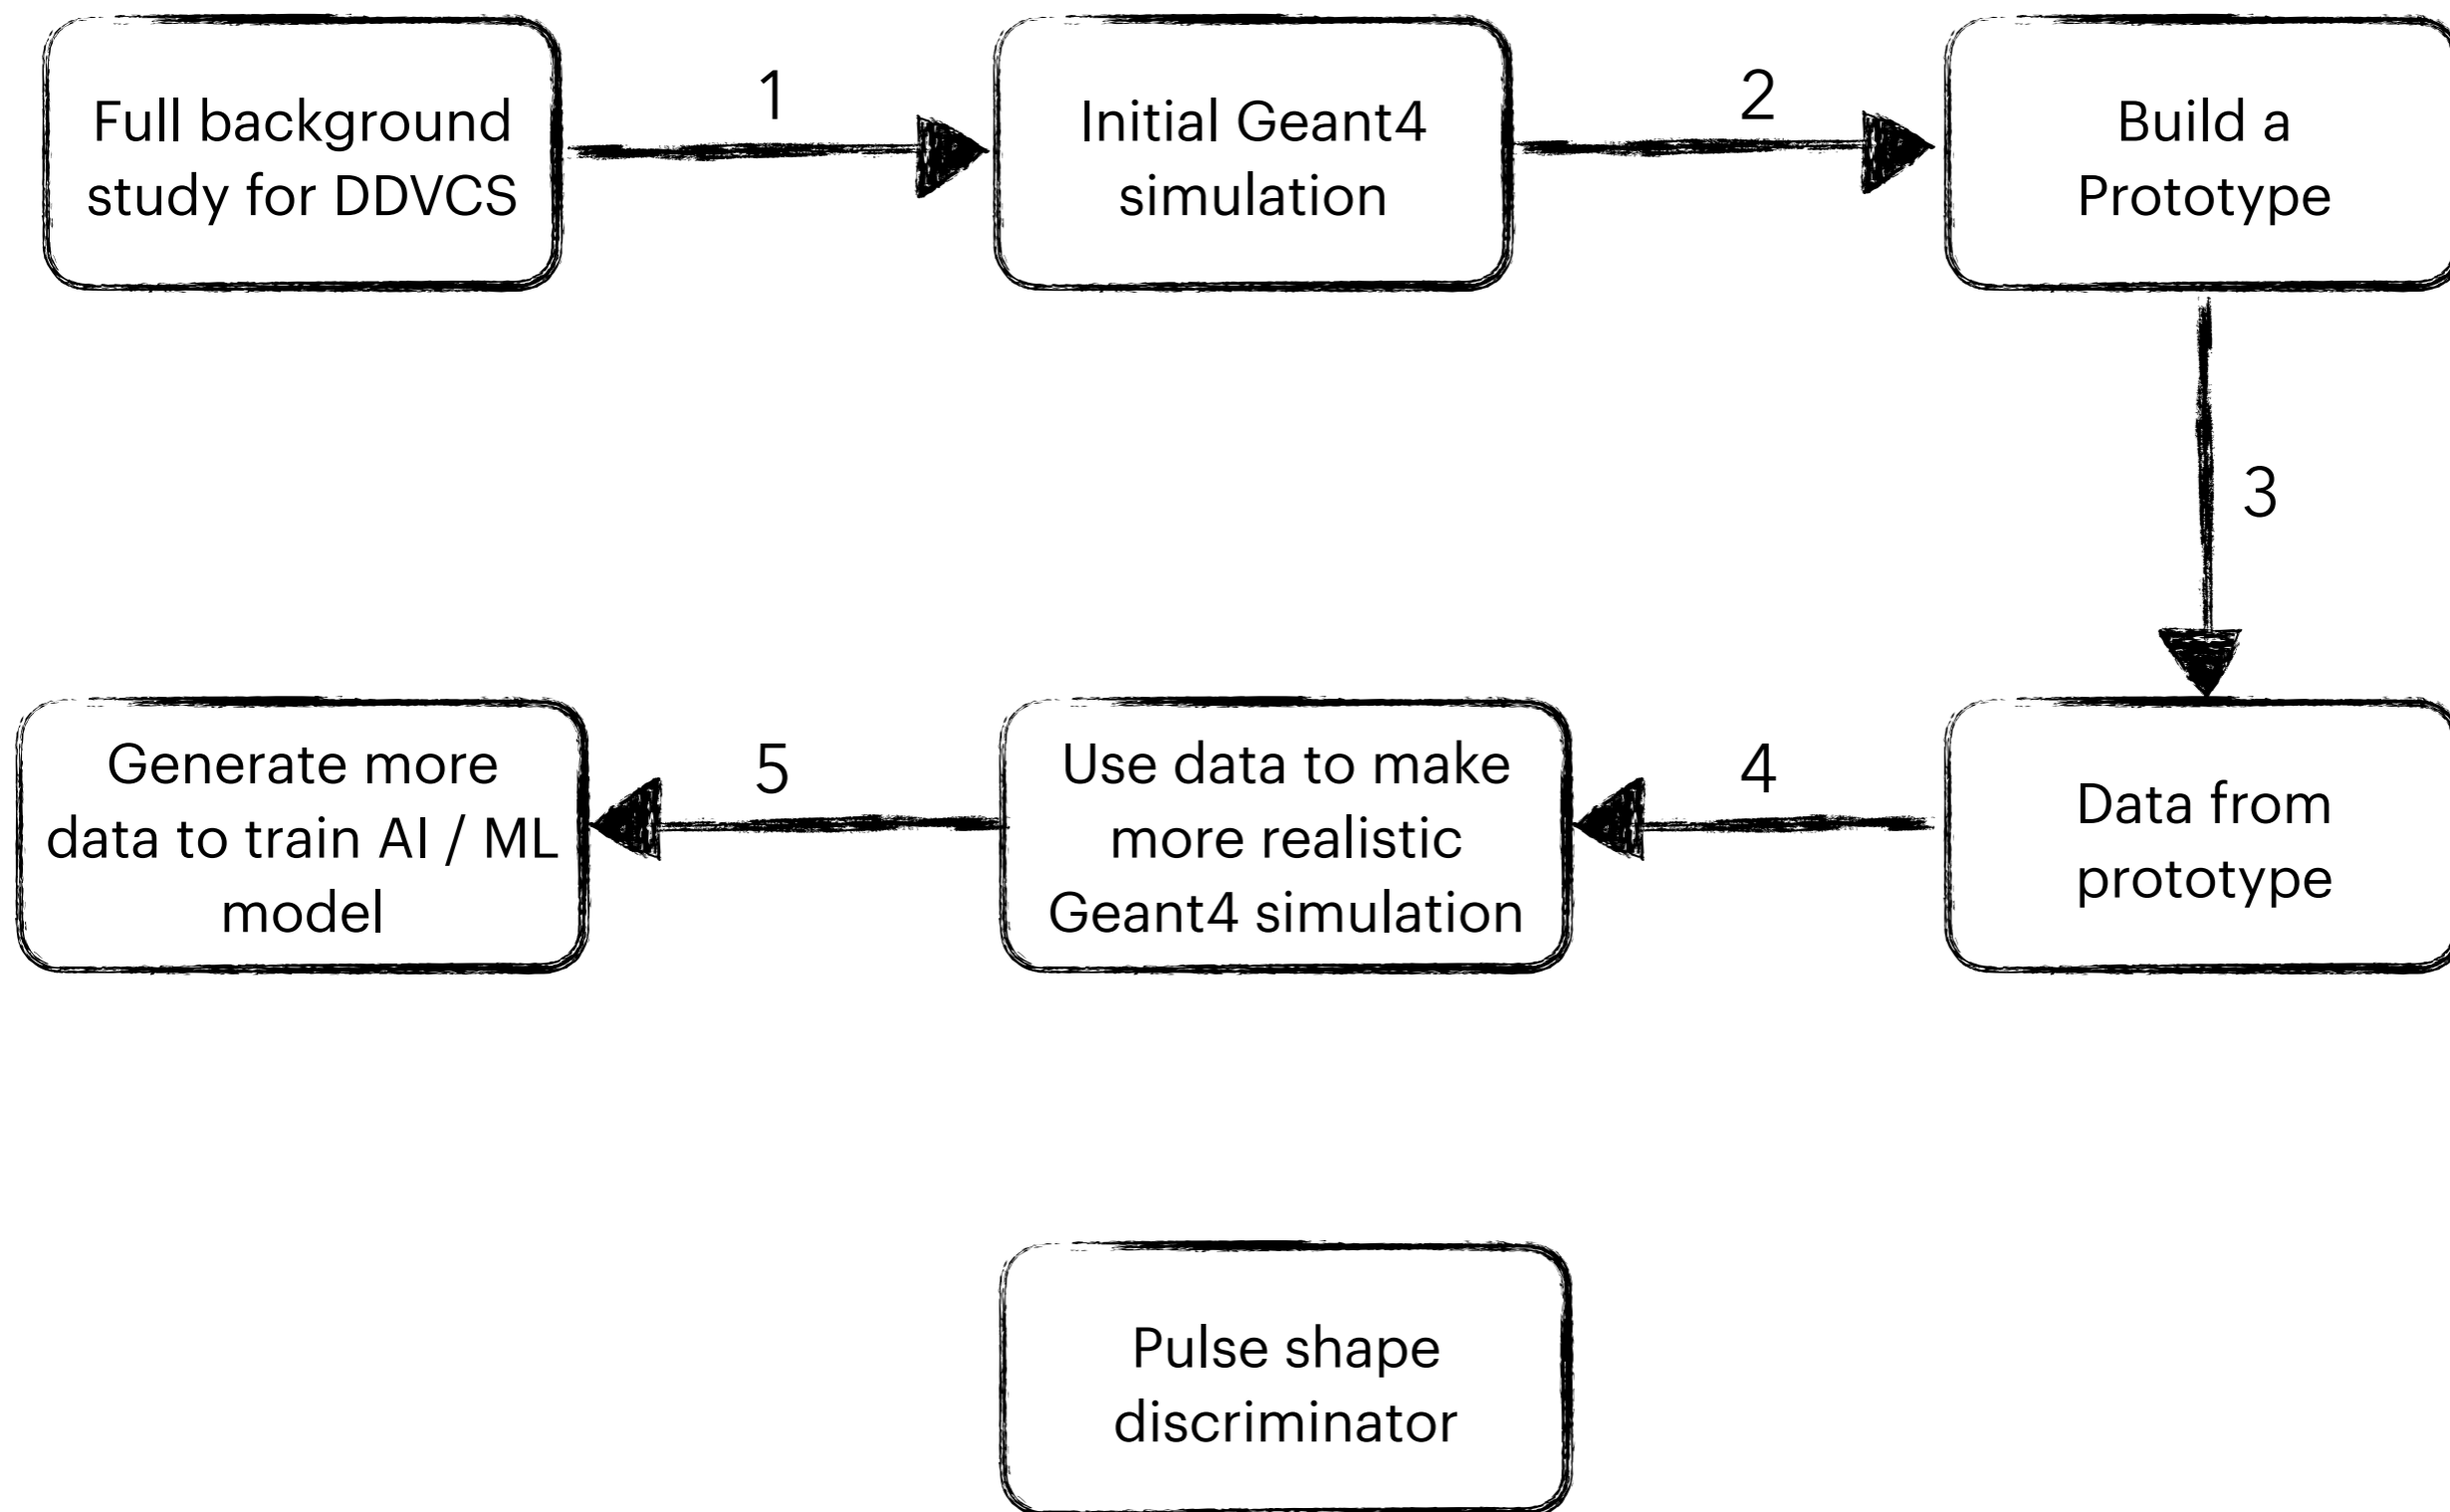 Full background
study for DDVCS
1
Initial Geant4
simulation
2
Build a
Prototype
3
Data from
prototype
4
Use data to make
more realistic
Geant4 simulation
5
Generate more
data to train AI / ML
model
Pulse shape
discriminator